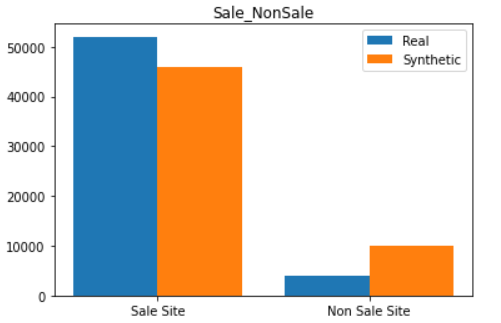 Sale_NonSale
50000
40000
30000
20000
10000
0
Real
Synthetic
Sale Site
Non Sale Site